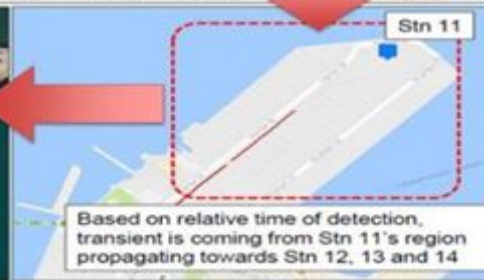 Stn 11
Based on relative time of detection,
transient is coming from Stn 11's region
propagating towards Stn 12, 13 and 14